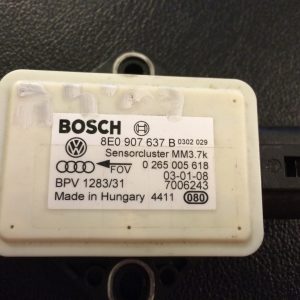 BOSCH
8E0 907 637 B 0302 029
Sensorcluster MM3.7k
FOV 0 265 005 618
03-01-08
BPV 1283/31 7006243
Made in Hungary 4411 080